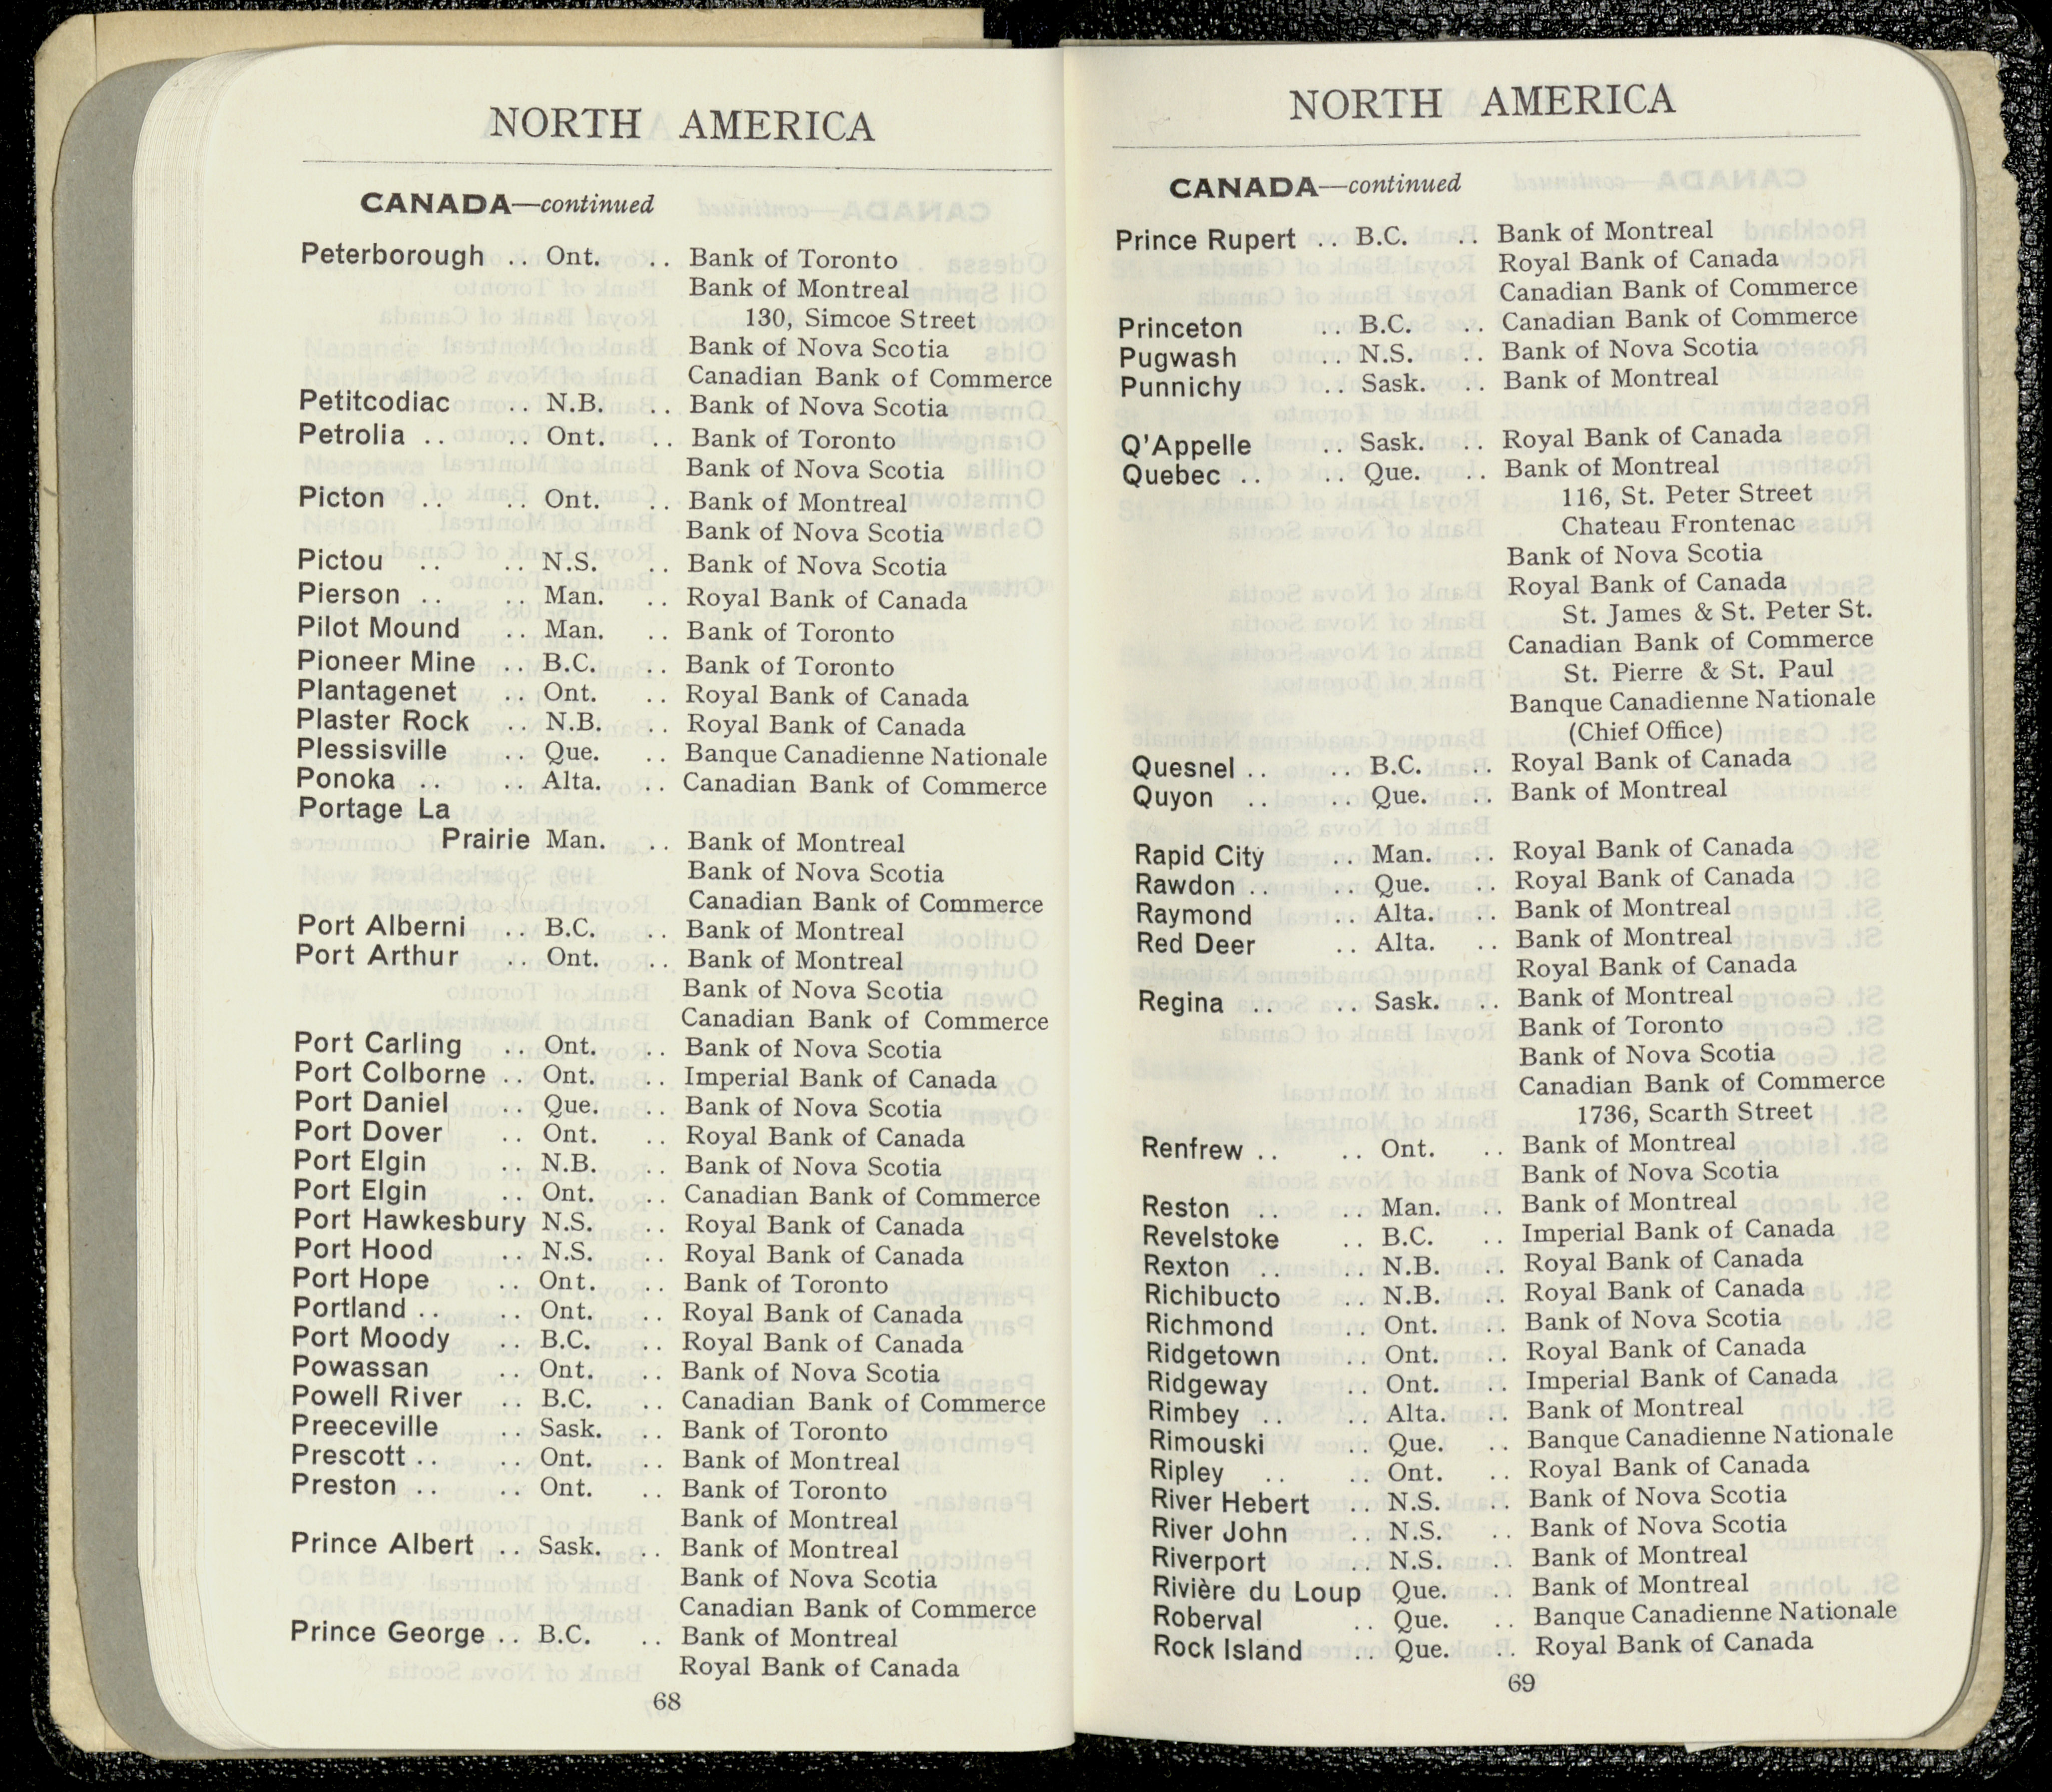 NORTH AMERICA
CANADA—continued
Peterborough .. Ont. .. Bank of Toronto
Bank of Montreal
130, Simcoe Street
Bank of Nova Scotia
Canadian Bank of Commerce
Petitcodiac .. N.B. .. Bank of Nova Scotia
Petrolia .. .. Ont. .. Bank of Toronto
Bank of Nova Scotia
Picton .. .. Ont. .. Bank of Montreal
Bank of Nova Scotia
Pictou .. .. N.S. .. Bank of Nova Scotia
Pierson .. .. Man. .. Royal Bank of Canada
Pilot Mound .. Man. .. Bank of Toronto
Pioneer Mine .. B.C. .. Bank of Toronto
Plantagenet .. Ont. .. Royal Bank of Canada
Plaster Rock .. N.B. .. Royal Bank of Canada
Plessisville .. Que. .. Banque Canadienne Nationale
Ponoka .. .. Alta. .. Canadian Bank of Commerce
Portage La
Prairie Man. .. Bank of Montreal
Bank of Nova Scotia
Canadian Bank of Commerce
Port Alberni .. B.C. .. Bank of Montreal
Port Arthur .. Ont. .. Bank of Montreal
Bank of Nova Scotia
Canadian Bank of Commerce
Port Carling .. Ont. .. Bank of Nova Scotia
Port Colborne .. Ont. .. Imperial Bank of Canada
Port Daniel .. Que. .. Bank of Nova Scotia
Port Dover .. Ont. .. Royal Bank of Canada
Port Elgin . N.B. .. Bank of Nova Scotia
Port Elgin .. Ont. .. Canadian Bank of Commerce
Port Hawkesbury N.S. .. Royal Bank of Canada
Port Hood .. N.S. .. Royal Bank of Canada
Port Hope .. Ont. .. Bank of Toronto
Portland .. .. Ont. .. Royal Bank of Canada
Port Moody .. B.C. .. Royal Bank of Canada
Powassan .. Ont. .. Bank of Nova Scotia
Powell River .. B.C. .. Canadian Bank of Commerce
Preeceville .. Sask. .. Bank of Toronto
Prescott .. .. Ont. .. Bank of Montreal
Preston .. .. Ont. .. Bank of Toronto
Bank of Montreal
Prince Albert .. Sask. .. Bank of Montreal
Bank of Nova Scotia
Canadian Bank of Commerce
Prince George .. B.C. .. Bank of Montreal
Royal Bank of Canada
68
NORTH AMERICA
CANADA—continued
Prince Rupert .. B.C. .. Bank of Montreal
Royal Bank of Canada
Canadian Bank of Commerce
Princeton .. B.C. .. Canadian Bank of Commerce
Pugwash .. N.S. .. Bank of Nova Scotia
Punnichy .. Sask. .. Bank of Montreal
Q'Appelle .. Sask. .. Royal Bank of Canada
Quebec .. .. Que. .. Bank of Montreal
116, St. Peter Street
Chateau Frontenac
Bank of Nova Scotia
Royal Bank of Canada
St. James & St. Peter St.
Canadian Bank of Commerce
St. Pierre & St. Paul
Banque Canadienne Nationale
(Chief Office)
Quesnel .. .. B.C. .. Royal Bank of Canada
Quyon .. .. Que. .. Bank of Montreal
Rapid City .. Man. .. Royal Bank of Canada
Rawdon .. .. Que. .. Royal Bank of Canada
Raymond .. Alta. .. Bank of Montreal
Red Deer .. Alta. .. Bank of Montreal
Royal Bank of Canada
Regina .. .. Sask. .. Bank of Montreal
Bank of Toronto
Bank of Nova Scotia
Canadian Bank of Commerce
1736, Scarth Street
Renfrew .. .. Ont. .. Bank of Montreal
Bank of Nova Scotia
Reston .. .. Man. .. Bank of Montreal
Revelstoke .. B.C. .. Imperial Bank of Canada
Rexton .. .. N.B. .. Royal Bank of Canada
Richibucto .. N.B. .. Royal Bank of Canada
Richmond .. Ont. .. Bank of Nova Scotia
Ridgetown .. Ont. .. Royal Bank of Canada
Ridgeway .. Ont. .. Imperial Bank of Canada
Rimbey .. .. Alta. .. Bank of Montreal
Rimouski .. Que. .. Banque Canadienne Nationale
Ripley .. .. Ont. .. Royal Bank of Canada
River Hebert .. N.S. .. Bank of Nova Scotia
River John .. N.S. .. Bank of Nova Scotia
Riverport .. N.S. .. Bank of Montreal
Rivière du Loup Que. .. Bank of Montreal
Roberval .. Que. .. Banque Canadienne Nationale
Rock Island .. Que. .. Royal Bank of Canada
69